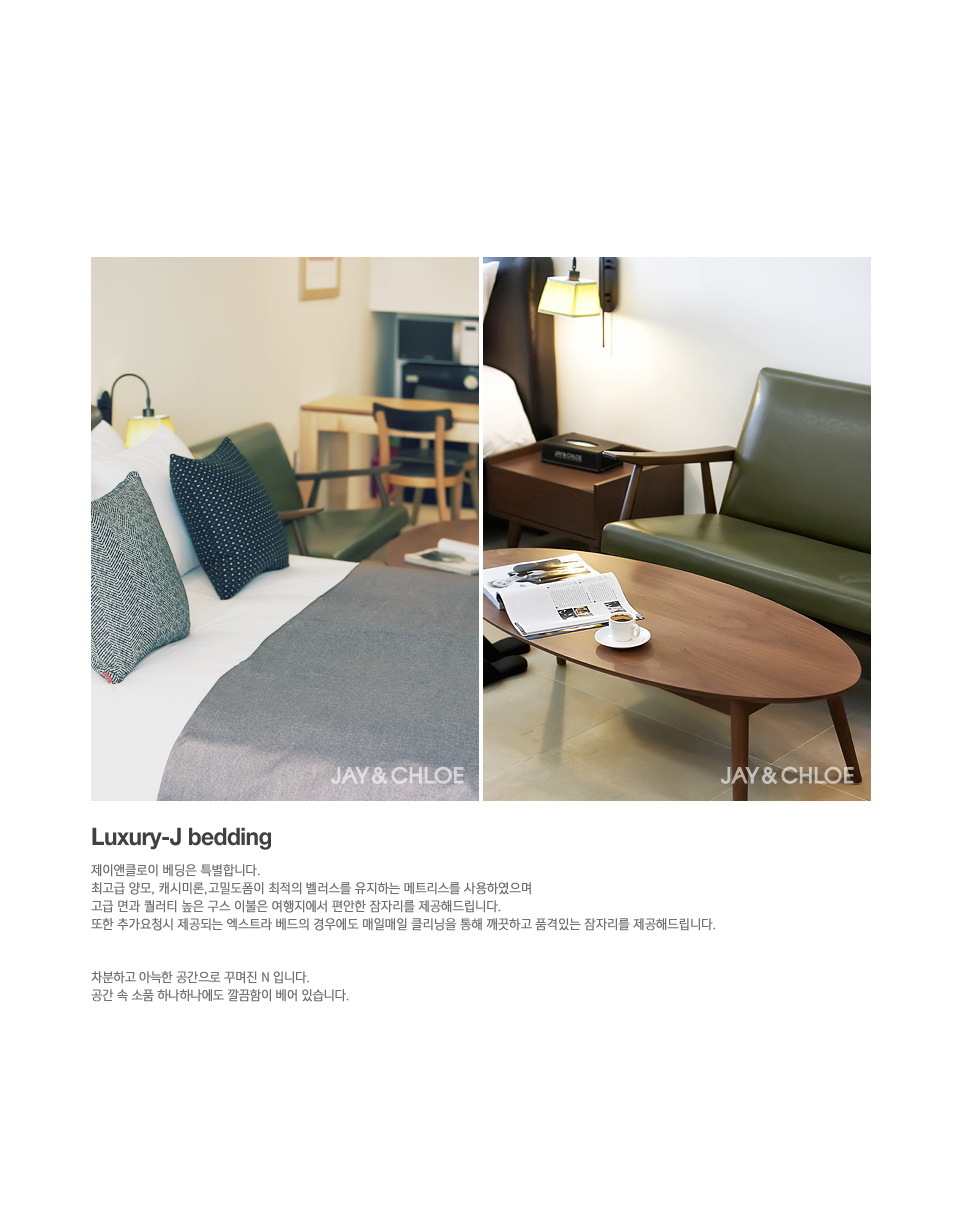 JAY&CHLOE
JAY & CHLOE
JAY & CHLOE
Luxury-J bedding
제이앤클로이 베딩은 특별합니다.
최고급 양모, 캐시미론,고밀도폼이 최적의 벨러스를 유지하는 메트리스를 사용하였으며
고급 면과 퀄러티 높은 구스 이불은 여행지에서 편안한 잠자리를 제공해드립니다.
또한 추가요청시 제공되는 엑스트라 베드의 경우에도 매일매일 클리닝을 통해 깨끗하고 품격있는 잠자리를 제공해드립니다.
차분하고 아늑한 공간으로 꾸며진 N 입니다.
공간 속 소품 하나하나에도 깔끔함이 베어 있습니다.